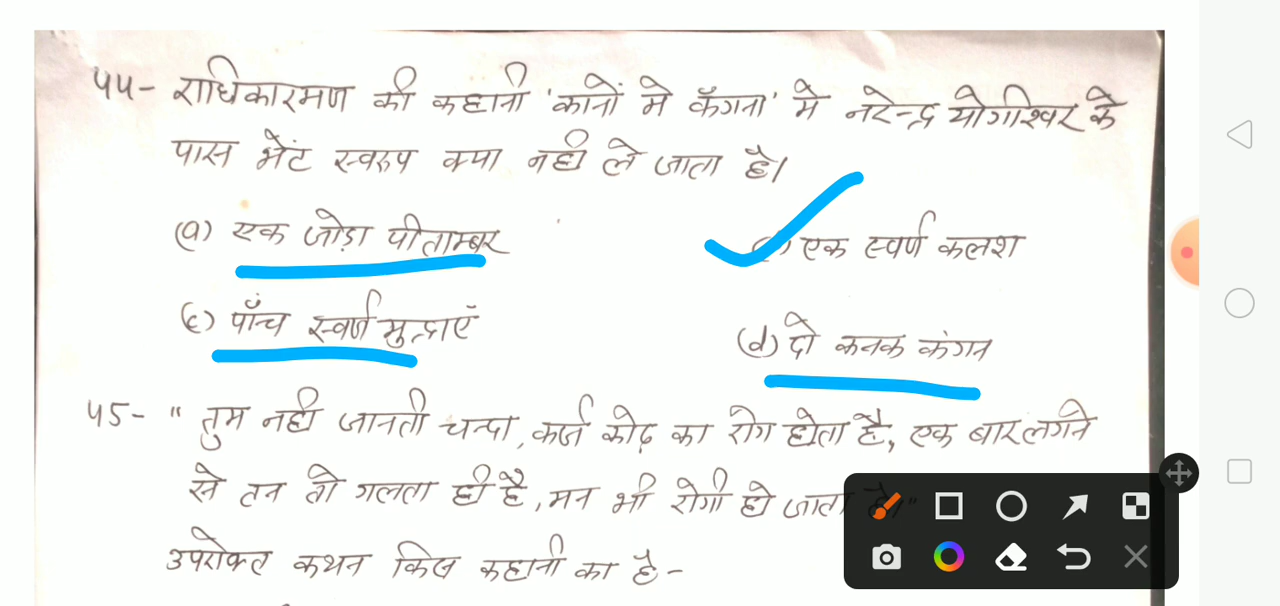 44- राधिकारमण की कहानी 'कानों मे कँगना' मे नरेन्द्र योगीश्वर के
पास भेंट स्वरुप क्या नही ले जाता है।
(a) एक जोड़ा पीताम्बर
एक स्वर्ण कलश
(c) पाँच स्वर्ण मुद्राएँ
(d) दो कनक कंगन
45- " तुम नही जानती चन्दा, कर्ज कोढ़ का रोग होता है, एक बार लगने
से तन तो गलता ही है, मन भी रोगी हो जाता है।"
उपरोक्त कथन किस कहानी का है-